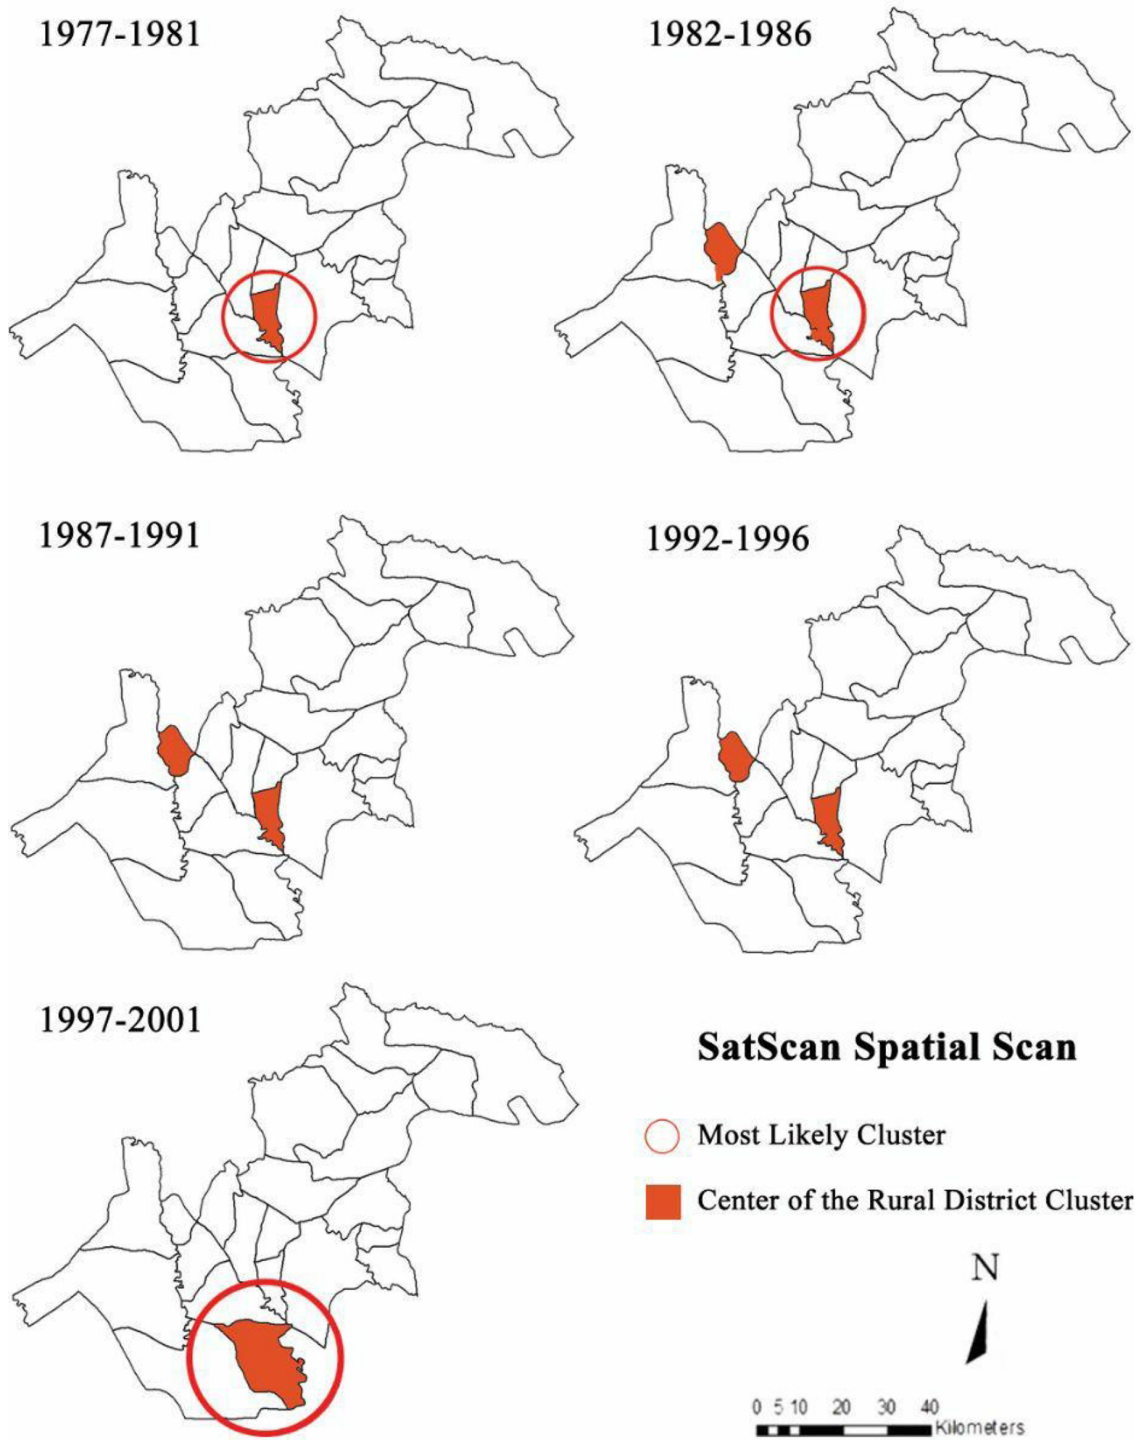 1977-1981
1982-1986
1987-1991
1992-1996
1997-2001
SatScan Spatial Scan
Most Likely Cluster
Center of the Rural District Cluster
N
0 5 10 20 30 40
Kilometers